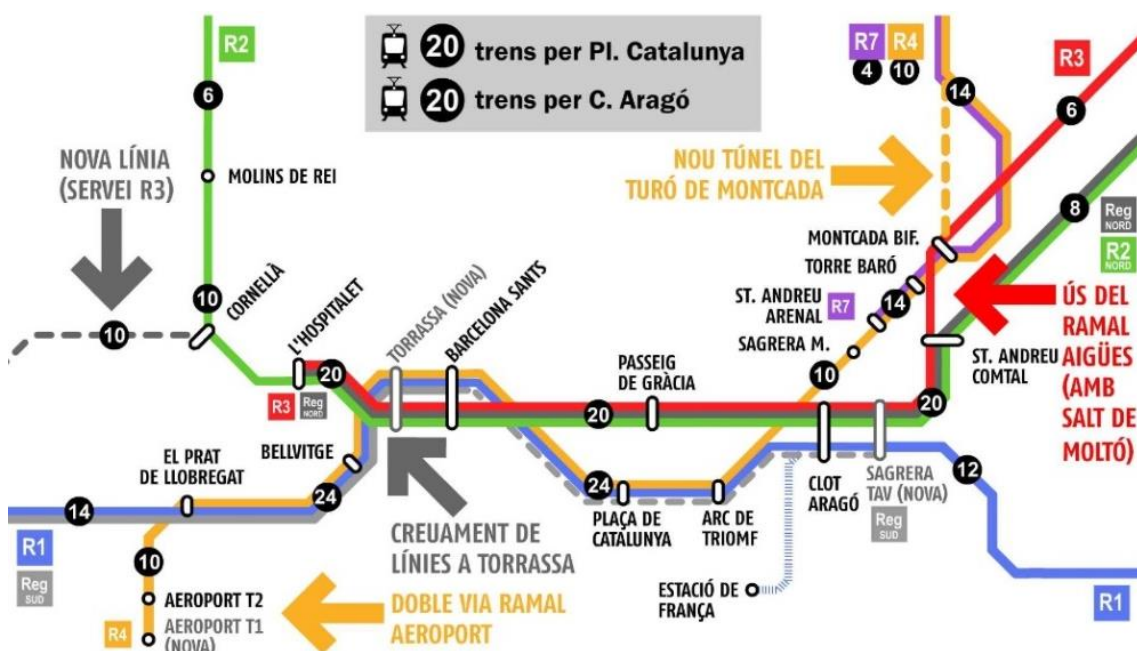 R2
20 trens per Pl. Catalunya
20 trens per C. Aragó
R7 R4
4 10
R3
6
14
6
NOVA LÍNIA
(SERVEI R3)
MOLINS DE REI
NOU TÚNEL DEL
TURÓ DE MONTCADA
8
Reg
NORD
R2
NORD
MONTCADA BIF.
TORRE BARÓ
10
CORNELLÀ
10
L'HOSPITALET
TORRASSA (NOVA)
BARCELONA SANTS
ST. ANDREU
ARENAL
R7
14
SAGRERA M.
ÚS DEL
RAMAL
AIGÜES
(AMB
SALT DE
MOLTÓ)
ST. ANDREU
COMTAL
PASSEIG
DE GRÀCIA
20
10
R3
Reg
NORD
20
20
BELLVITGE
EL PRAT
DE LLOBREGAT
24
14
R1
Reg
SUD
CREUAMENT DE
LÍNIES A TORRASSA
24
PLAÇA DE
CATALUNYA
ARC DE
TRIOMF
CLOT
ARAGÓ
SAGRERA
TAV (NOVA)
Reg
SUD
12
10
AEROPORT T2
R4
AEROPORT T1
(NOVA)
DOBLE VIA RAMAL
AEROPORT
ESTACIÓ DE
FRANÇA
R1